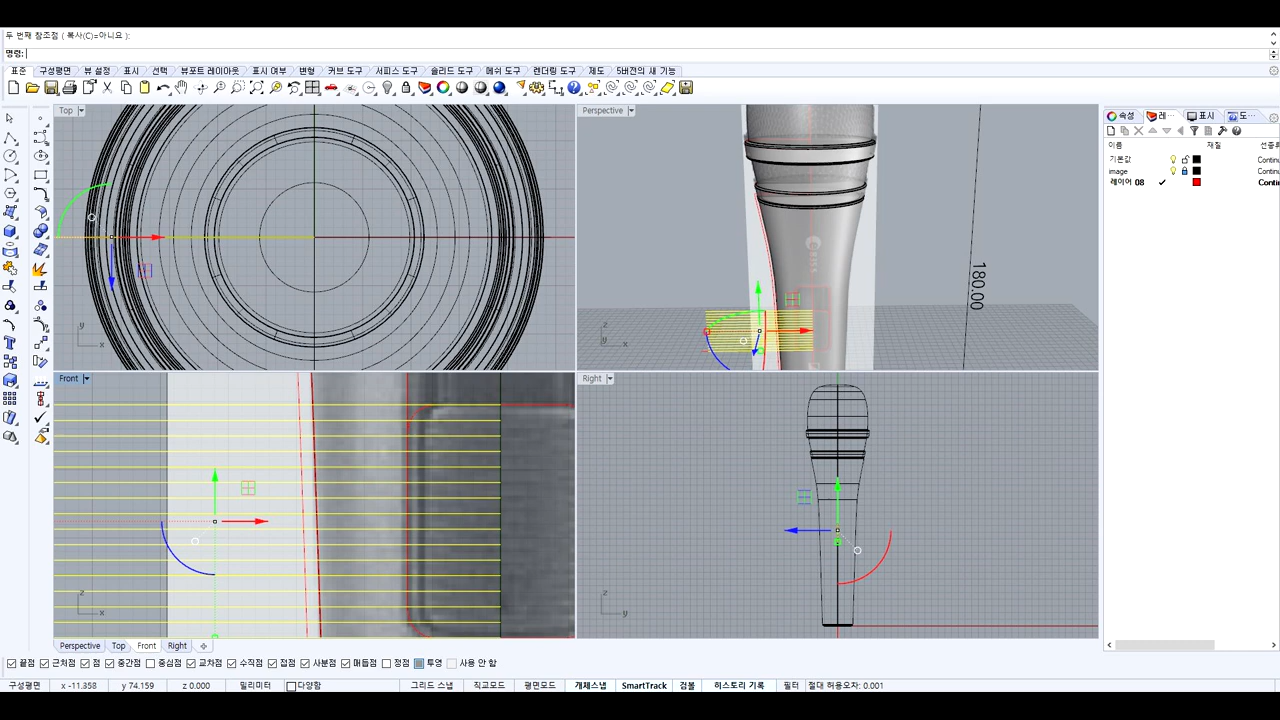 두 번째 참조점 ( 복사(C)=아니요 ):
명령:
표준 구성평면 뷰 설정 표시 선택 뷰포트 레이아웃 표시 여부 변형 커브 도구 서피스 도구 솔리드 도구 메쉬 도구 렌더링 도구 제도 5버전의 새 기능
Top
Perspective
속성 레... 표시 도...
이름 재질 선종류
기본값 Continu
image Continu
레이어 08 Contin
180.00
z
y
x
y
x
Front
Right
z
x
z
y
Perspective Top Front Right
끝점 근처점 점 중간점 중심점 교차점 수직점 접점 사분점 매듭점 정점 투영 사용 안 함
구성평면 x -11.358 y 74.159 z 0.000 밀리미터 다양함 그리드 스냅 직교모드 평면모드 개체스냅 SmartTrack 검볼 히스토리 기록 필터 절대 허용오차: 0.001